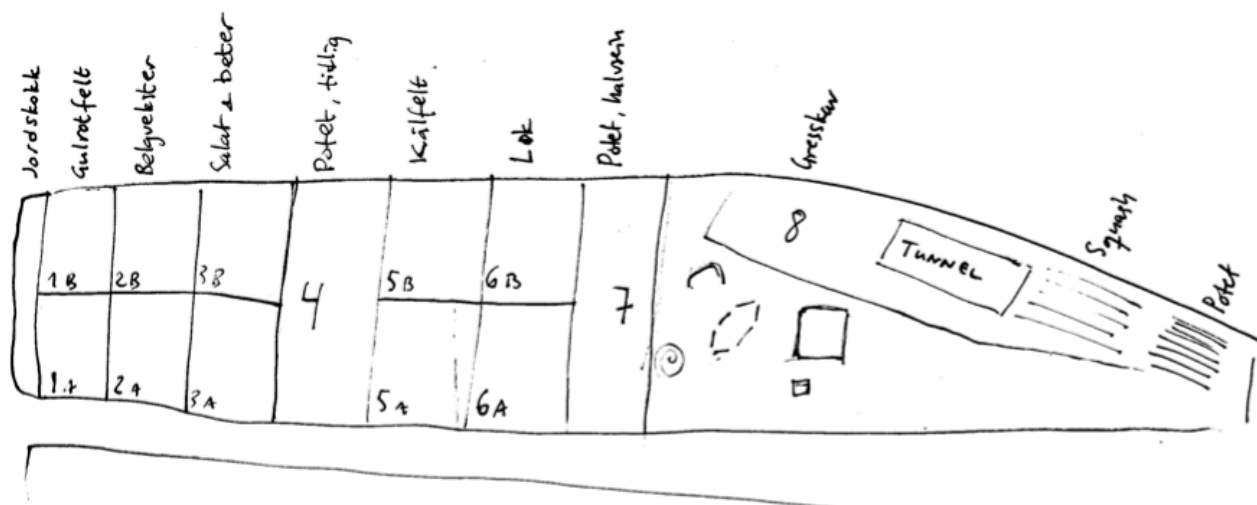 Jordskokk
Gulrotfelt
Belgvekster
Salat & beter
Potet, tidlig
Kålfelt.
Løk
Potet, halvsein
Gresskar
Squash
Potet
8
TUNNEL
1B
2B
3B
4
5B
6B
7
1A
2A
3A
5A
6A